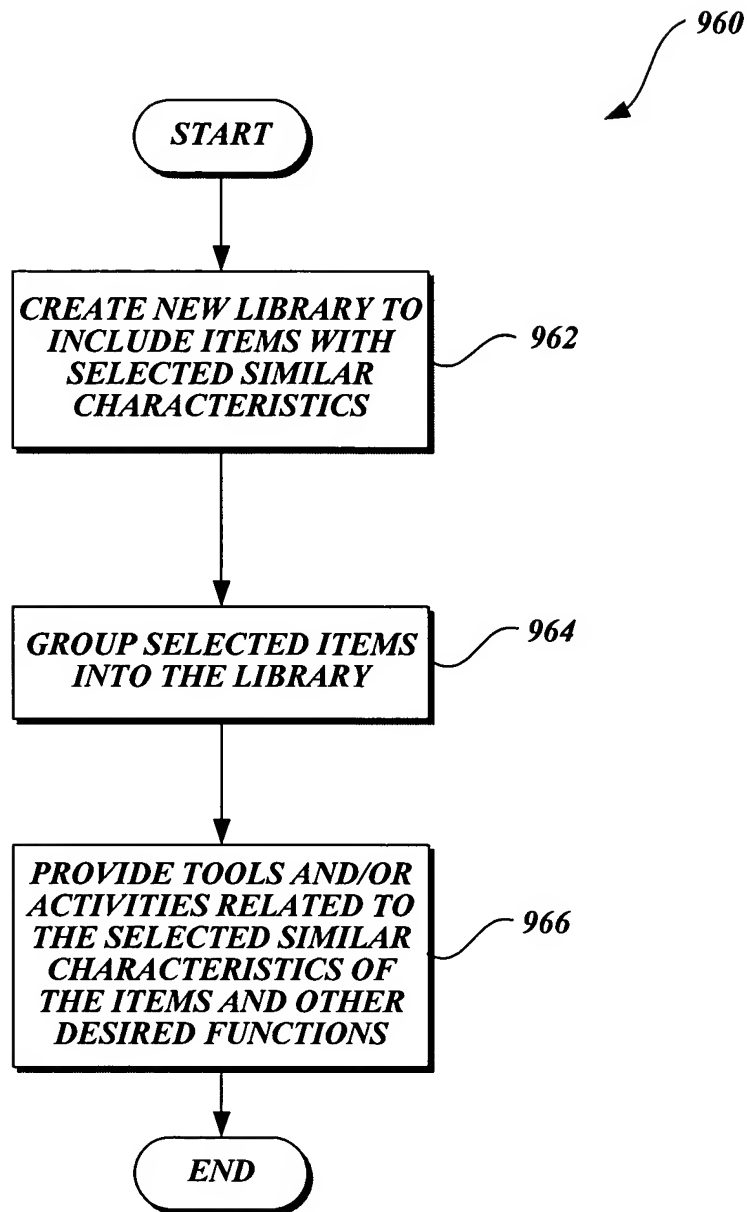 960
START
CREATE NEW LIBRARY TO
INCLUDE ITEMS WITH
SELECTED SIMILAR
CHARACTERISTICS
962
GROUP SELECTED ITEMS
INTO THE LIBRARY
964
PROVIDE TOOLS AND/OR
ACTIVITIES RELATED TO
THE SELECTED SIMILAR
CHARACTERISTICS OF
THE ITEMS AND OTHER
DESIRED FUNCTIONS
966
END